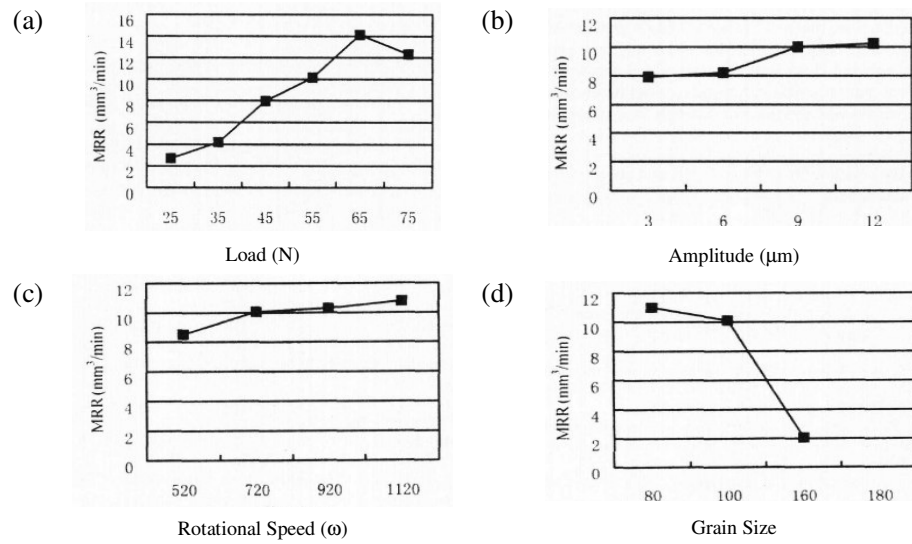 (a)
MRR (mm³/min)
16
14
12
10
8
6
4
2
0
25 35 45 55 65 75
Load (N)
(b)
MRR (mm³/min)
12
10
8
6
4
2
0
3 6 9 12
Amplitude (μm)
(c)
MRR (mm³/min)
12
10
8
6
4
2
0
520 720 920 1120
Rotational Speed (ω)
(d)
MRR (mm³/min)
12
10
8
6
4
2
0
80 100 160 180
Grain Size